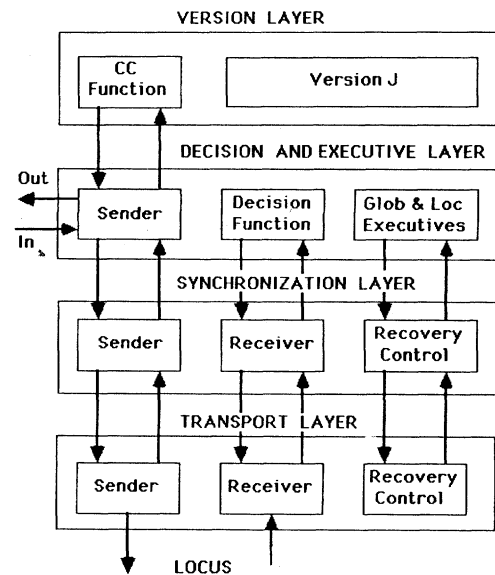 VERSION LAYER
CC
Function
Version J
DECISION AND EXECUTIVE LAYER
Out
Sender
Decision
Function
Glob & Loc
Executives
In
SYNCHRONIZATION LAYER
Sender
Receiver
Recovery
Control
TRANSPORT LAYER
Sender
Receiver
Recovery
Control
LOCUS